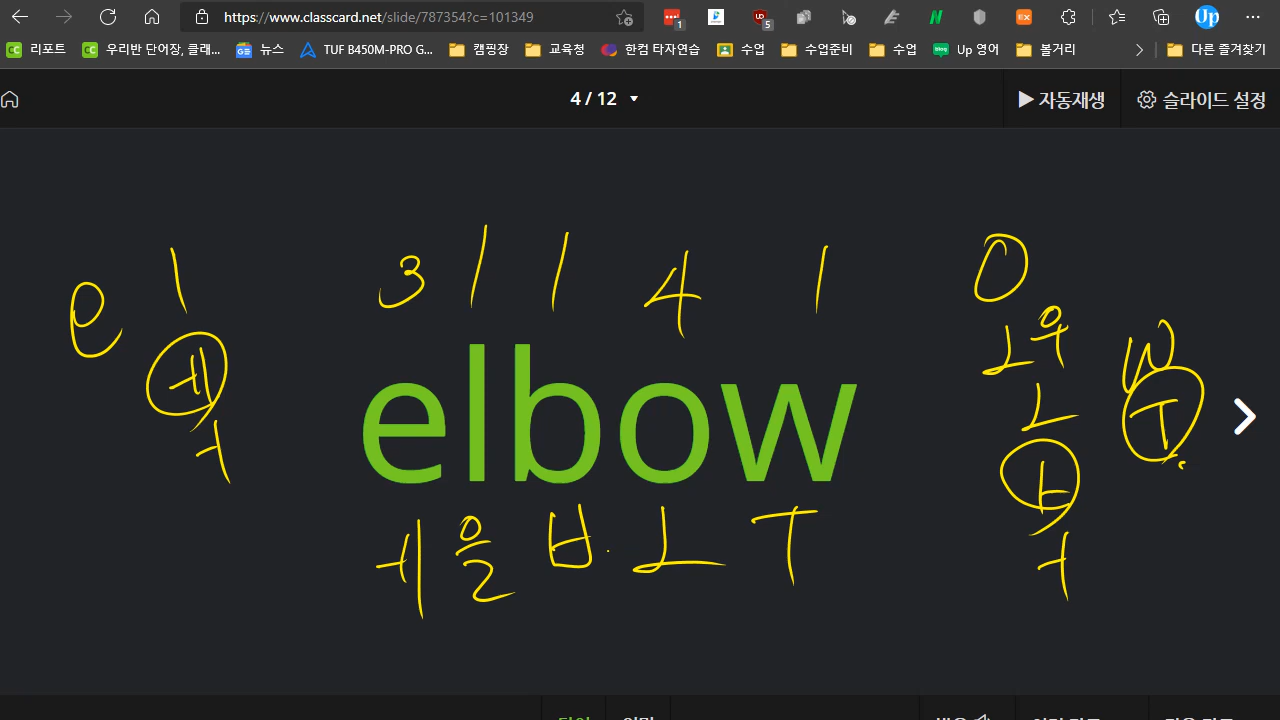 https://www.classcard.net/slide/787354?c=101349
리포트 우리반 단어장, 클래... 뉴스 TUF B450M-PRO G... 캠핑장 교육청 한컴 타자연습 수업 수업준비 수업 Up 영어 볼거리 다른 즐겨찾기
4 / 12 자동재생 슬라이드 설정
3 1 1 4 1
elbow
ㅔ 을 ㅂ ㅗ ㅜ
e 1
ㅔ
ㅓ
O
ㅗ우
ㅗ
ㅏ
ㅓ
w
ㅜ